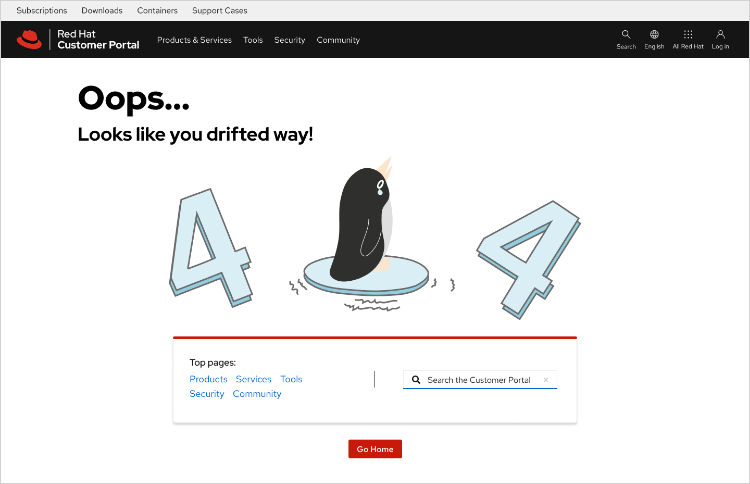 Subscriptions Downloads Containers Support Cases
Red Hat
Customer Portal
Products & Services Tools Security Community
Search English All Red Hat Log in
Oops...
Looks like you drifted way!
4 4
Top pages:
Products Services Tools
Security Community
Search the Customer Portal ×
Go Home